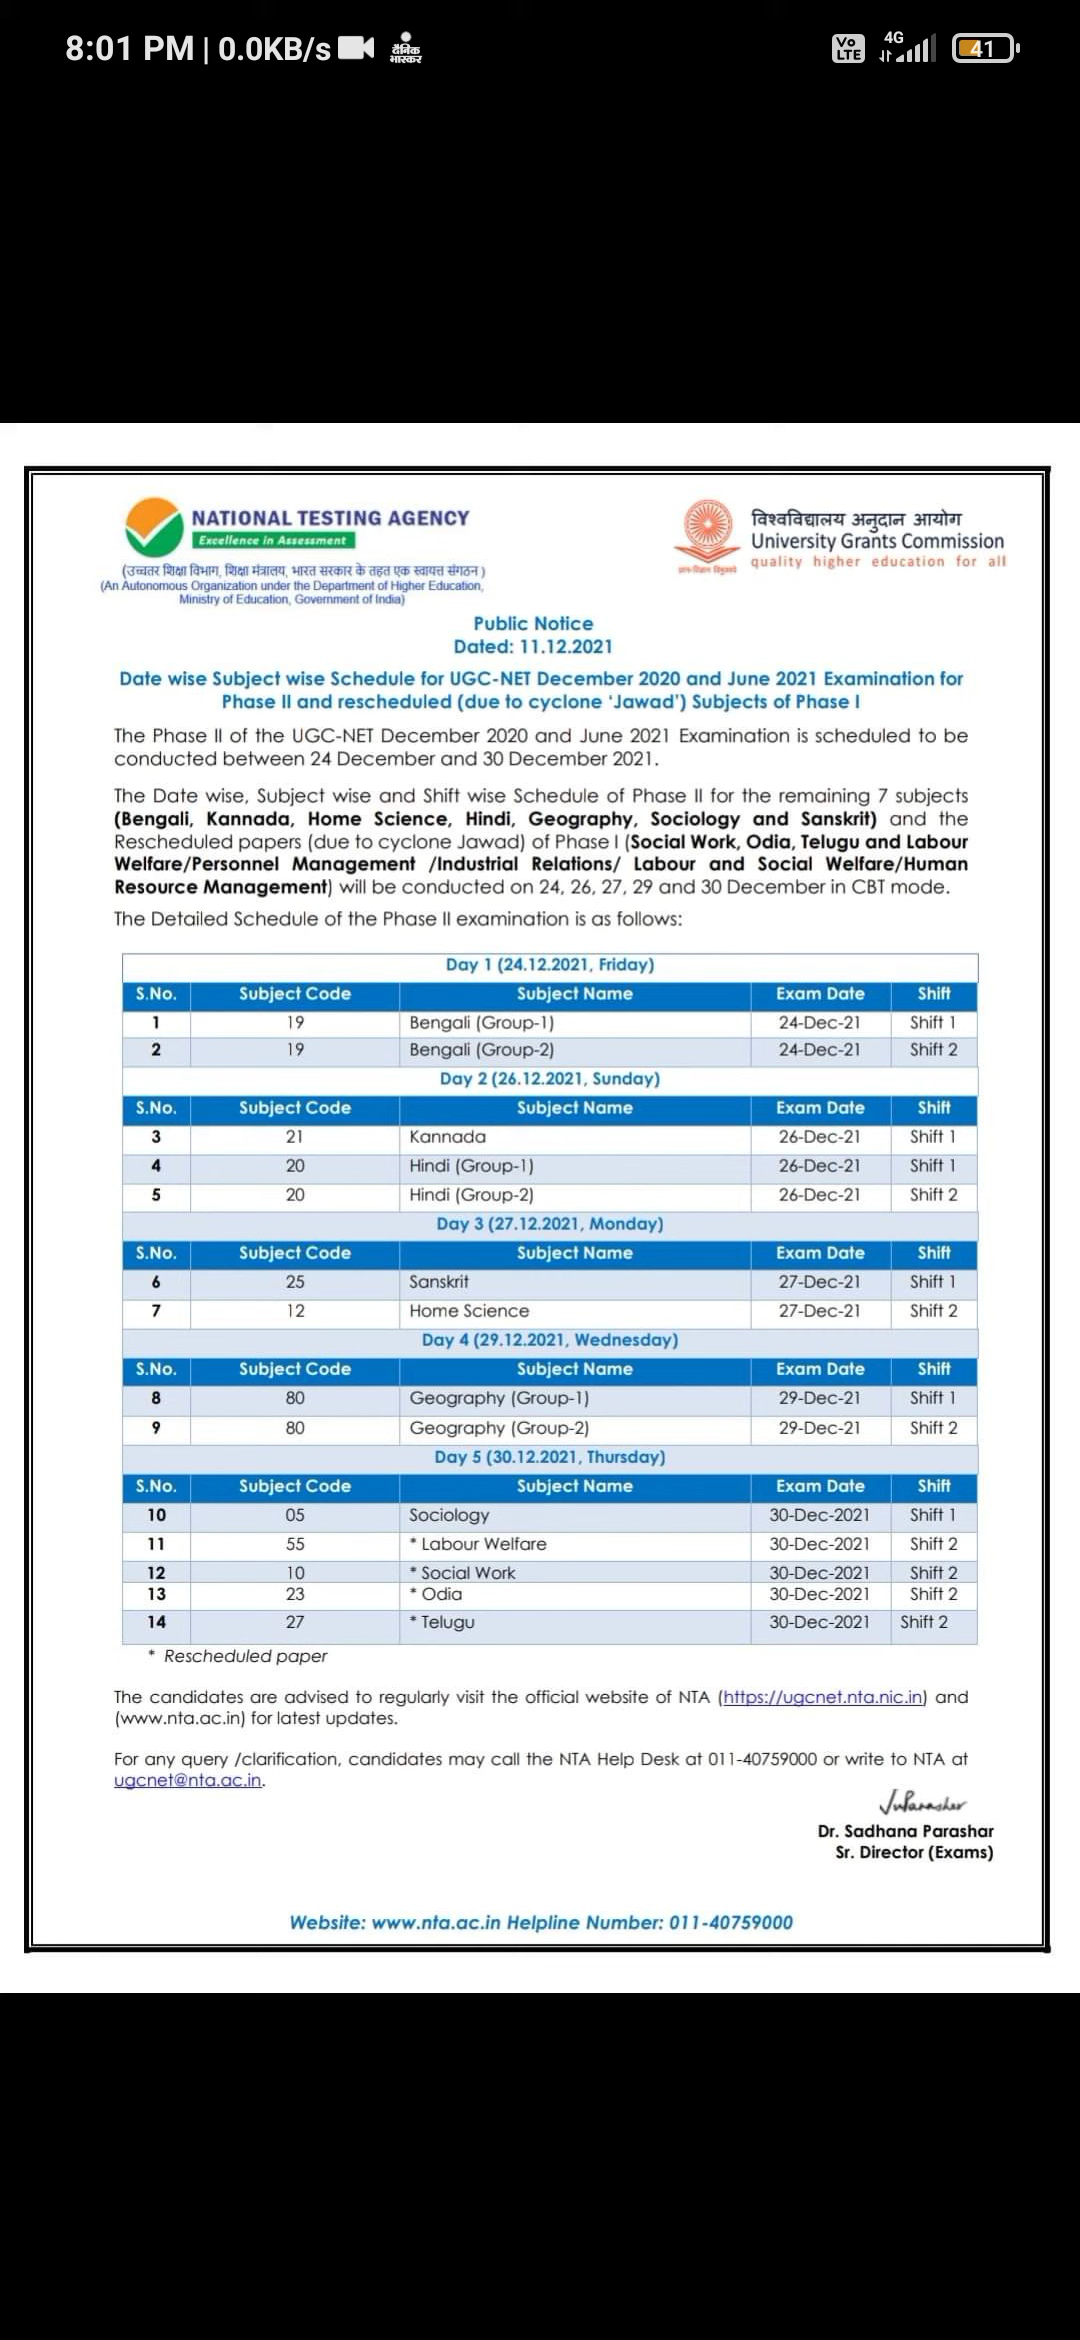 8:01 PM | 0.0KB/s दैनिक भास्कर Vo LTE 4G 41
NATIONAL TESTING AGENCY
Excellence in Assessment
(उच्चतर शिक्षा विभाग, शिक्षा मंत्रालय, भारत सरकार के तहत एक स्वायत्त संगठन )
(An Autonomous Organization under the Department of Higher Education,
Ministry of Education, Government of India)
ज्ञान-विज्ञान विमुक्तये
विश्वविद्यालय अनुदान आयोग
University Grants Commission
quality higher education for all
Public Notice
Dated: 11.12.2021
Date wise Subject wise Schedule for UGC-NET December 2020 and June 2021 Examination for
Phase II and rescheduled (due to cyclone ‘Jawad’) Subjects of Phase I
The Phase II of the UGC-NET December 2020 and June 2021 Examination is scheduled to be
conducted between 24 December and 30 December 2021.
The Date wise, Subject wise and Shift wise Schedule of Phase II for the remaining 7 subjects
(Bengali, Kannada, Home Science, Hindi, Geography, Sociology and Sanskrit) and the
Rescheduled papers (due to cyclone Jawad) of Phase I (Social Work, Odia, Telugu and Labour
Welfare/Personnel Management /Industrial Relations/ Labour and Social Welfare/Human
Resource Management) will be conducted on 24, 26, 27, 29 and 30 December in CBT mode.
The Detailed Schedule of the Phase II examination is as follows:
Day 1 (24.12.2021, Friday)
S.No. Subject Code Subject Name Exam Date Shift
1 19 Bengali (Group-1) 24-Dec-21 Shift 1
2 19 Bengali (Group-2) 24-Dec-21 Shift 2
Day 2 (26.12.2021, Sunday)
S.No. Subject Code Subject Name Exam Date Shift
3 21 Kannada 26-Dec-21 Shift 1
4 20 Hindi (Group-1) 26-Dec-21 Shift 1
5 20 Hindi (Group-2) 26-Dec-21 Shift 2
Day 3 (27.12.2021, Monday)
S.No. Subject Code Subject Name Exam Date Shift
6 25 Sanskrit 27-Dec-21 Shift 1
7 12 Home Science 27-Dec-21 Shift 2
Day 4 (29.12.2021, Wednesday)
S.No. Subject Code Subject Name Exam Date Shift
8 80 Geography (Group-1) 29-Dec-21 Shift 1
9 80 Geography (Group-2) 29-Dec-21 Shift 2
Day 5 (30.12.2021, Thursday)
S.No. Subject Code Subject Name Exam Date Shift
10 05 Sociology 30-Dec-2021 Shift 1
11 55 * Labour Welfare 30-Dec-2021 Shift 2
12 10 * Social Work 30-Dec-2021 Shift 2
13 23 * Odia 30-Dec-2021 Shift 2
14 27 * Telugu 30-Dec-2021 Shift 2
* Rescheduled paper
The candidates are advised to regularly visit the official website of NTA (https://ugcnet.nta.nic.in) and
(www.nta.ac.in) for latest updates.
For any query /clarification, candidates may call the NTA Help Desk at 011-40759000 or write to NTA at
ugcnet@nta.ac.in.
Dr. Sadhana Parashar
Sr. Director (Exams)
Website: www.nta.ac.in Helpline Number: 011-40759000